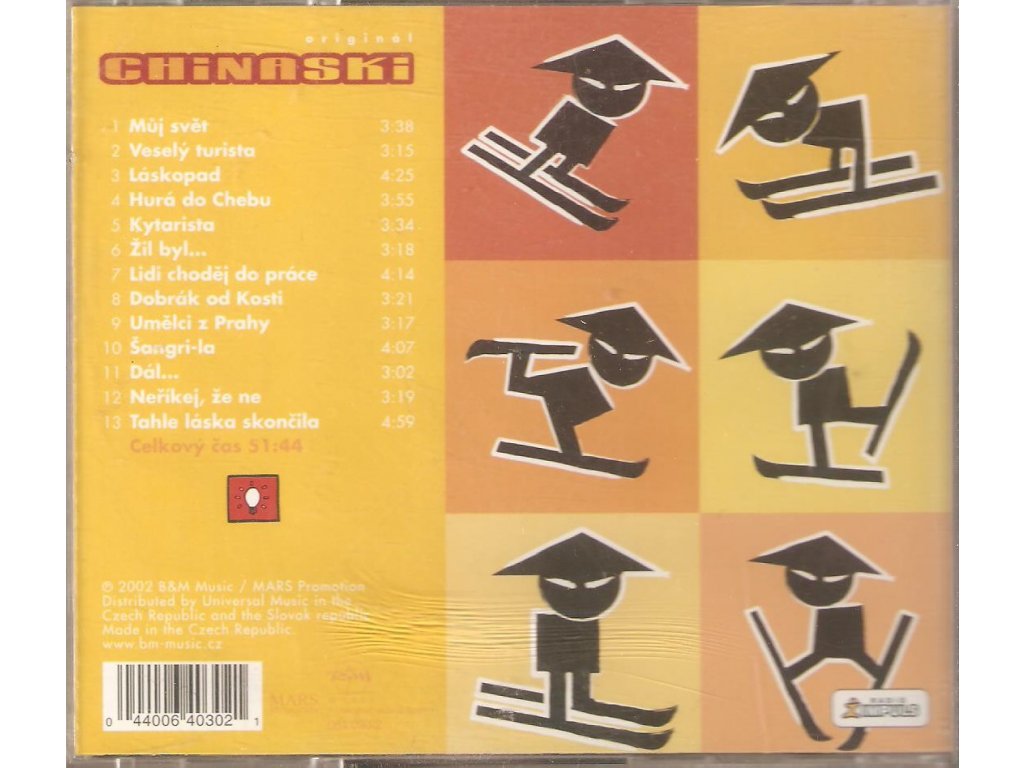 originál
CHiNASKi
1 Můj svět 3:38
2 Veselý turista 3:15
3 Láskopad 4:25
4 Hurá do Chebu 3:55
5 Kytarista 3:34
6 Žil byl... 3:18
7 Lidi choděj do práce 4:14
8 Dobrák od Kosti 3:21
9 Umělci z Prahy 3:17
10 Šangri-la 4:07
11 Dál... 3:02
12 Neříkej, že ne 3:19
13 Tahle láska skončila 4:59
Celkový čas 51:44
℗ 2002 B&M Music / MARS Promotion
Distributed by Universal Music in the
Czech Republic and the Slovak republic
Made in the Czech Republic.
www.bm-music.cz
MARS
0 44006 40302 1
RADIO
IMPULS